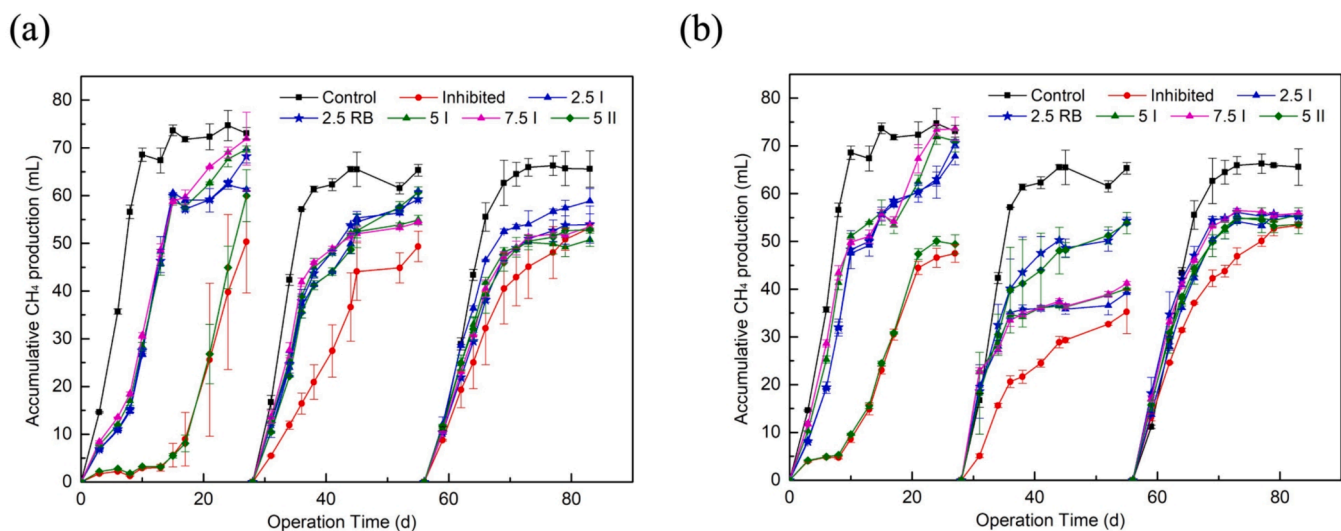 (a)
(b)
Control Inhibited 2.5 I
2.5 RB 5 I 7.5 I 5 II
80
70
60
50
40
30
20
10
0
Accumulative CH₄ production (mL)
0 20 40 60 80
Operation Time (d)
Control Inhibited 2.5 I
2.5 RB 5 I 7.5 I 5 II
80
70
60
50
40
30
20
10
0
Accumulative CH₄ production (mL)
0 20 40 60 80
Operation Time (d)